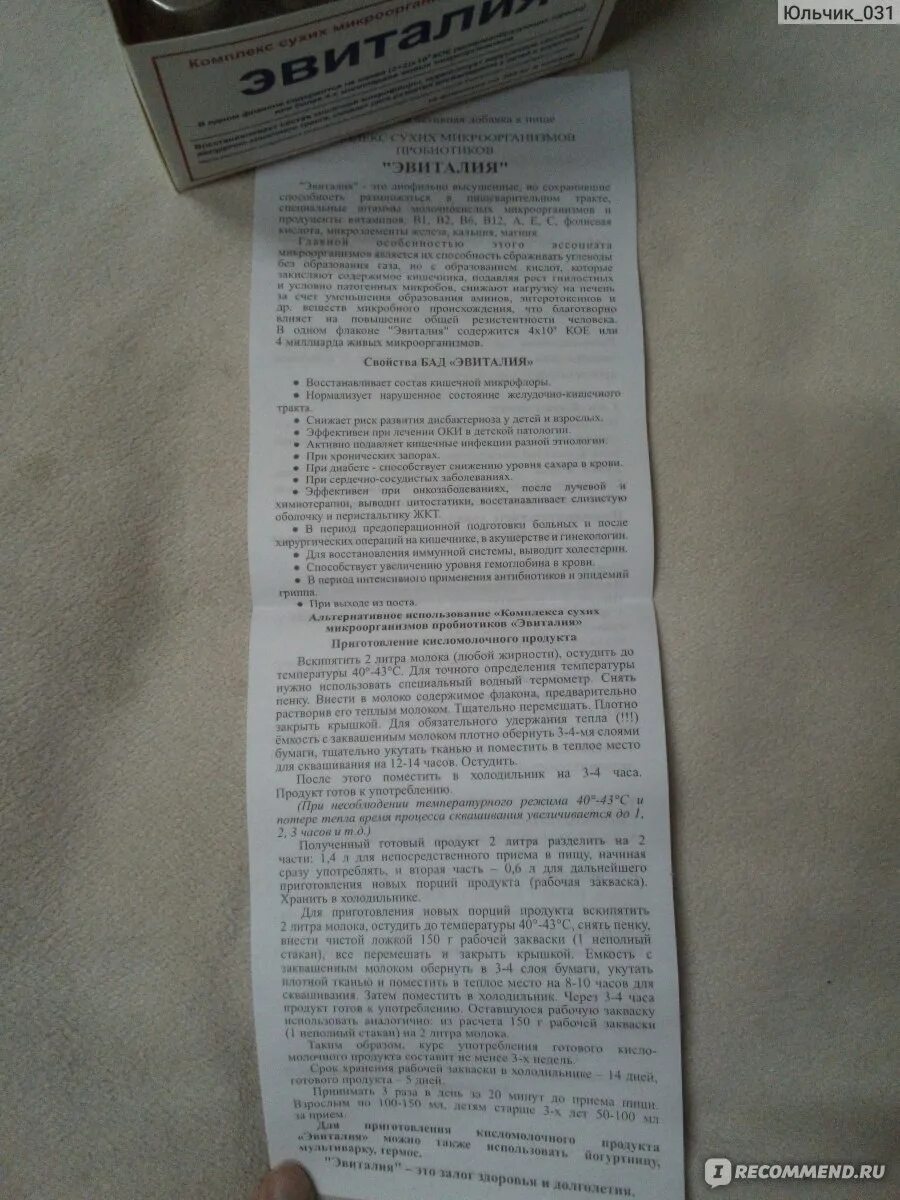 Юльчик_031
Комплекс сухих микроорган
ЭВИТАЛИЯ
активная добавка к пище
ЛЕКС СУХИХ МИКРООРГАНИЗМОВ
ПРОБИОТИКОВ
"ЭВИТАЛИЯ"
"Эвиталия" - это лиофильно высушенные, но сохранившие
способность размножаться в пищеварительном тракте,
специальные штаммы молочнокислых микроорганизмов и
продуценты витаминов: В1, В2, В6, В12, А, Е, С, фолиевая
кислота, микроэлементы железа, кальция, магния.
Главной особенностью этого ассоциата
микроорганизмов является их способность сбраживать углеводы
без образования газа, но с образованием кислот, которые
закисляют содержимое кишечника, подавляя рост гнилостных
и условно патогенных микробов, снижают нагрузку на печень
за счет уменьшения образования аминов, энтеротоксинов и
др. веществ микробного происхождения, что благотворно
влияет на повышение общей резистентности человека.
В одном флаконе "Эвиталия" содержится 4х10⁹ КОЕ или
4 миллиарда живых микроорганизмов.
Свойства БАД «ЭВИТАЛИЯ»
● Восстанавливает состав кишечной микрофлоры.
● Нормализует нарушенное состояние желудочно-кишечного
тракта.
● Снижает риск развития дисбактериоза у детей и взрослых.
● Эффективен при лечении ОКИ в детской патологии.
● Активно подавляет кишечные инфекции разной этиологии.
● При хронических запорах.
● При диабете - способствует снижению уровня сахара в крови.
● При сердечно-сосудистых заболеваниях.
● Эффективен при онкозаболеваниях, после лучевой и
химиотерапии, выводит цитостатики, восстанавливает слизистую
оболочку и перистальтику ЖКТ.
● В период предоперационной подготовки больных и после
хирургических операций на кишечнике, в акушерстве и гинекологии.
● Для восстановления иммунной системы, выводит холестерин.
● Способствует увеличению уровня гемоглобина в крови.
● В период интенсивного применения антибиотиков и эпидемий
гриппа.
● При выходе из поста.
Альтернативное использование «Комплекса сухих
микроорганизмов пробиотиков «Эвиталия»
Приготовление кисломолочного продукта
Вскипятить 2 литра молока (любой жирности), остудить до
температуры 40°-43°С. Для точного определения температуры
нужно использовать специальный водный термометр. Снять
пенку. Внести в молоко содержимое флакона, предварительно
растворив его теплым молоком. Тщательно перемешать. Плотно
закрыть крышкой. Для обязательного удержания тепла (!!!)
ёмкость с заквашенным молоком плотно обернуть 3-4-мя слоями
бумаги, тщательно укутать тканью и поместить в теплое место
для сквашивания на 12-14 часов. Остудить.
После этого поместить в холодильник на 3-4 часа.
Продукт готов к употреблению.
(При несоблюдении температурного режима 40°-43°С и
потере тепла время процесса сквашивания увеличивается до 1,
2, 3 часов и т.д.)
Полученный готовый продукт 2 литра разделить на 2
части: 1,4 л для непосредственного приема в пищу, начиная
сразу употреблять, и вторая часть – 0,6 л для дальнейшего
приготовления новых порций продукта (рабочая закваска).
Хранить в холодильнике.
Для приготовления новых порций продукта вскипятить
2 литра молока, остудить до температуры 40°-43°С, снять пенку,
внести чистой ложкой 150 г рабочей закваски (1 неполный
стакан), все перемешать и закрыть крышкой. Емкость с
заквашенным молоком обернуть в 3-4 слоя бумаги, укутать
плотной тканью и поместить в теплое место на 8-10 часов для
сквашивания. Затем поместить в холодильник. Через 3-4 часа
продукт готов к употреблению. Оставшуюся рабочую закваску
использовать аналогично: из расчета 150 г рабочей закваски
(1 неполный стакан) на 2 литра молока.
Таким образом, курс употребления готового кисло-
молочного продукта составит не менее 3-х недель.
Срок хранения рабочей закваски в холодильнике – 14 дней,
готового продукта – 5 дней.
Принимать 3 раза в день за 20 минут до приема пищи.
Взрослым по 100-150 мл, детям старше 3-х лет 50-100 мл
за прием.
Для приготовления кисломолочного продукта
«Эвиталия» можно также использовать йогуртницу,
мультиварку, термос.
"Эвиталия" – это залог здоровья и долголетия.
IRECOMMEND.RU